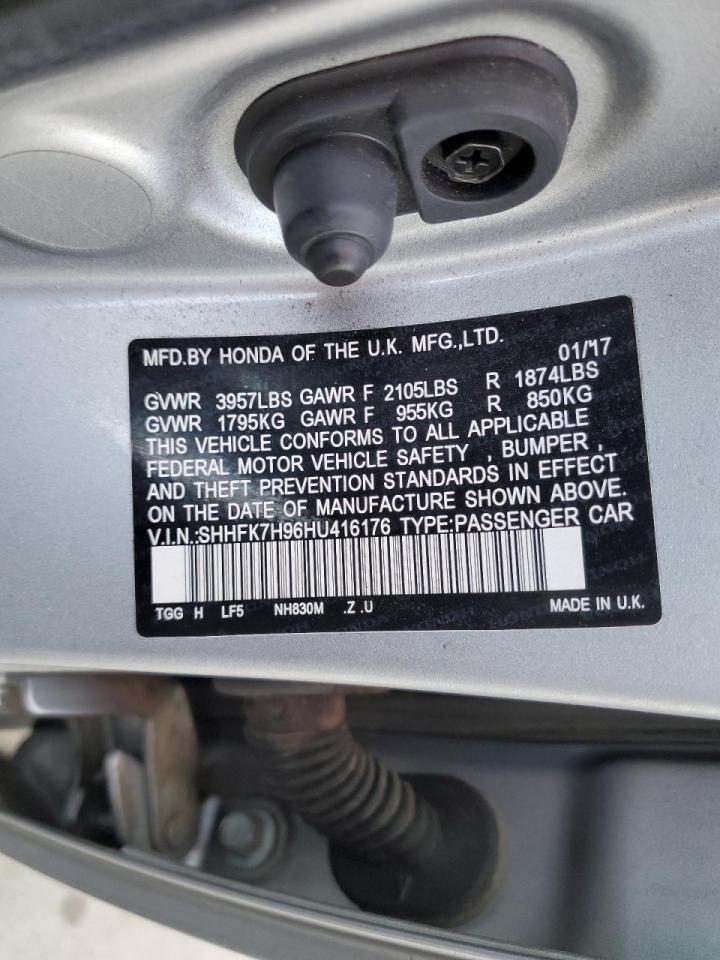 MFD.BY HONDA OF THE U.K. MFG.,LTD. 01/'17
GVWR 3957LBS GAWR F 2105LBS R 1874LBS
GVWR 1795KG GAWR F 955KG R 850KG
THIS VEHICLE CONFORMS TO ALL APPLICABLE
FEDERAL MOTOR VEHICLE SAFETY , BUMPER ,
AND THEFT PREVENTION STANDARDS IN EFFECT
ON THE DATE OF MANUFACTURE SHOWN ABOVE.
V.I.N.:SHHFK7H96HU416176 TYPE:PASSENGER CAR
TGG H LF5 NH830M .Z .U MADE IN U.K.